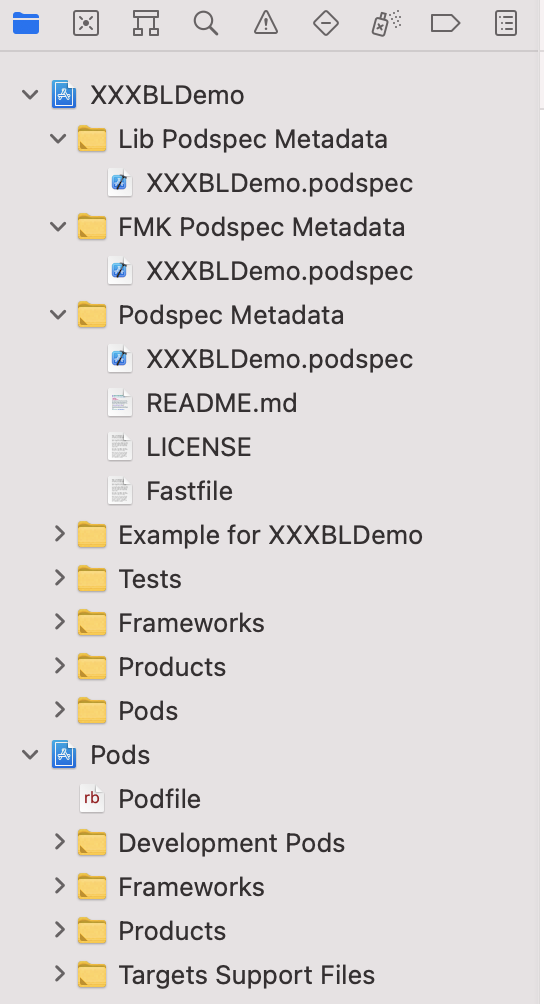 XXXBLDemo
Lib Podspec Metadata
XXXBLDemo.podspec
FMK Podspec Metadata
XXXBLDemo.podspec
Podspec Metadata
XXXBLDemo.podspec
README.md
LICENSE
Fastfile
Example for XXXBLDemo
Tests
Frameworks
Products
Pods
Pods
rb Podfile
Development Pods
Frameworks
Products
Targets Support Files